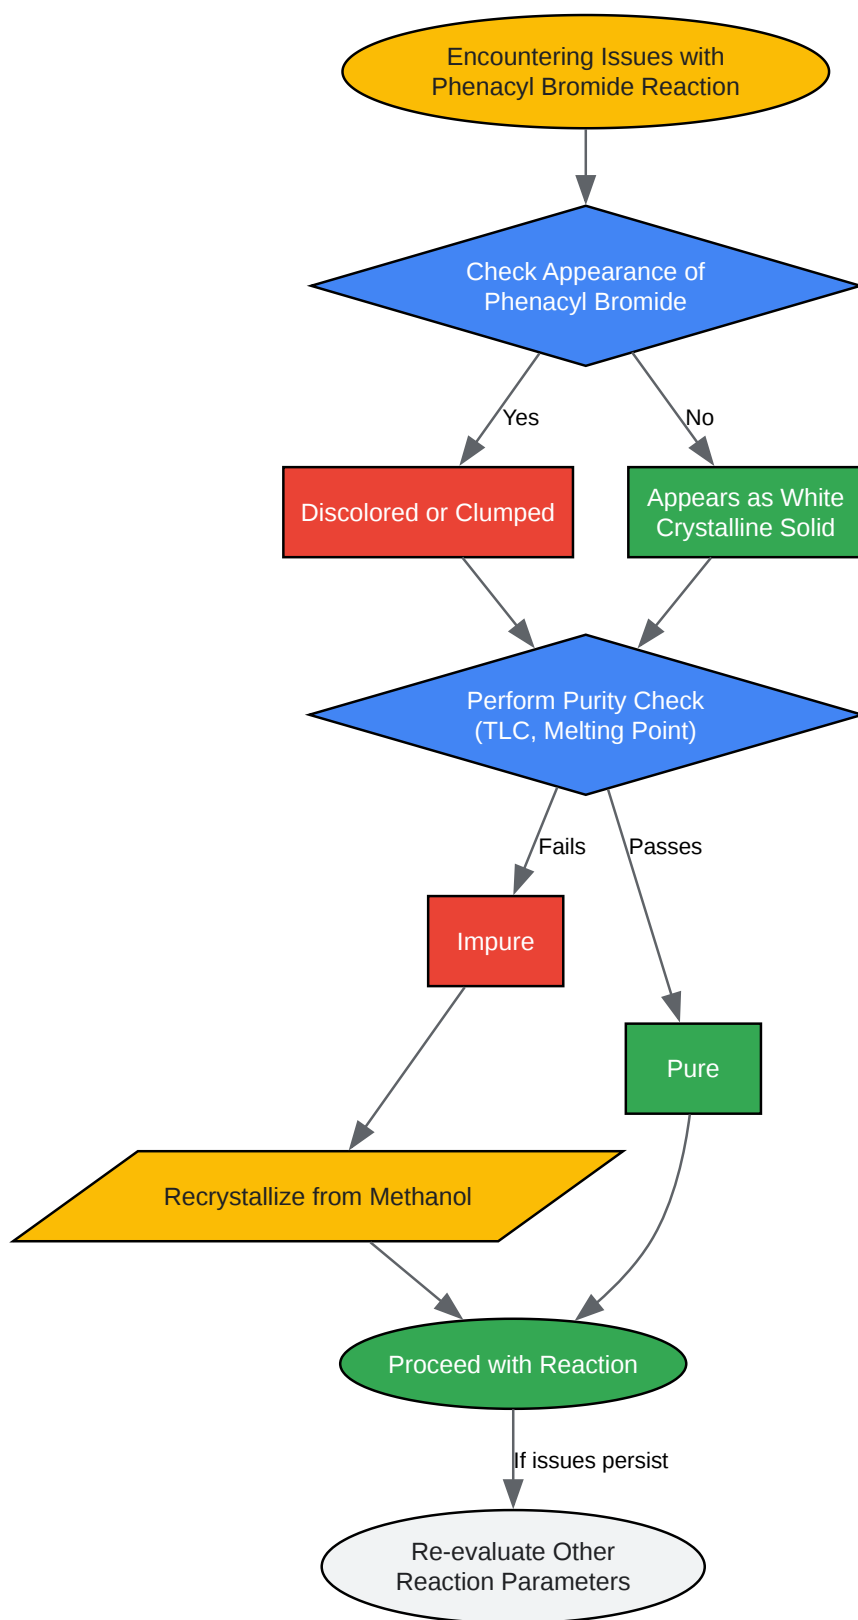 Encountering Issues with
Phenacyl Bromide Reaction
Check Appearance of
Phenacyl Bromide
Yes
No
Discolored or Clumped
Appears as White
Crystalline Solid
Perform Purity Check
(TLC, Melting Point)
Fails
Passes
Impure
Pure
Recrystallize from Methanol
Proceed with Reaction
If issues persist
Re-evaluate Other
Reaction Parameters